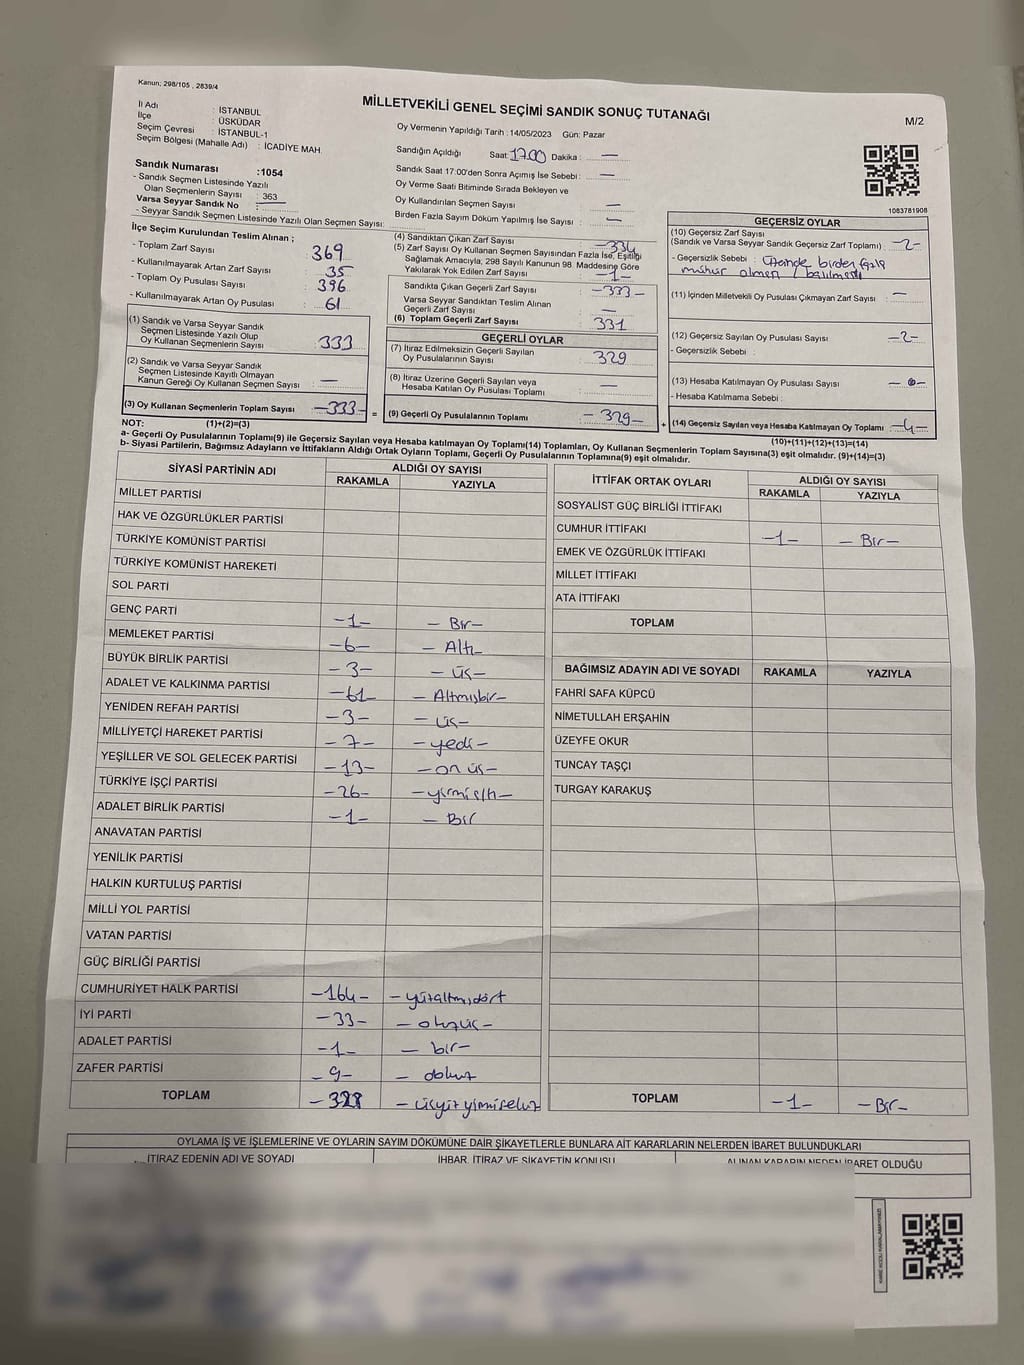 Kanun; 298/105 , 2839/4
MİLLETVEKİLİ GENEL SEÇİMİ SANDIK SONUÇ TUTANAĞI
M/2
İl Adı : İSTANBUL
İlçe : ÜSKÜDAR
Seçim Çevresi : İSTANBUL-1
Seçim Bölgesi (Mahalle Adı) : İCADİYE MAH.
Oy Vermenin Yapıldığı Tarih : 14/05/2023 Gün: Pazar
Sandığın Açıldığı Saat: 17.00 Dakika : —
Sandık Saat 17:00'den Sonra Açımış İse Sebebi : —
Oy Verme Saati Bitiminde Sırada Bekleyen ve
Oy Kullandırılan Seçmen Sayısı : —
Birden Fazla Sayım Döküm Yapılmış İse Sayısı : —
1083781908
Sandık Numarası :1054
- Sandık Seçmen Listesinde Yazılı
Olan Seçmenlerin Sayısı : 363
Varsa Seyyar Sandık No :
- Seyyar Sandık Seçmen Listesinde Yazılı Olan Seçmen Sayısı:
İlçe Seçim Kurulundan Teslim Alınan ;
- Toplam Zarf Sayısı : 369
- Kullanılmayarak Artan Zarf Sayısı : 35
- Toplam Oy Pusulası Sayısı : 396
- Kullanılmayarak Artan Oy Pusulası : 61
(1) Sandık ve Varsa Seyyar Sandık
Seçmen Listesinde Yazılı Olup
Oy Kullanan Seçmenlerin Sayısı : 333
(2) Sandık ve Varsa Seyyar Sandık
Seçmen Listesinde Kayıtlı Olmayan
Kanun Gereği Oy Kullanan Seçmen Sayısı : —
(3) Oy Kullanan Seçmenlerin Toplam Sayısı -333- =
(4) Sandıktan Çıkan Zarf Sayısı : -334
(5) Zarf Sayısı Oy Kullanan Seçmen Sayısından Fazla İse, Eşitliği
Sağlamak Amacıyla, 298 Sayılı Kanunun 98. Maddesine Göre
Yakılarak Yok Edilen Zarf Sayısı : -1-
Sandıkta Çıkan Geçerli Zarf Sayısı : -333-
Varsa Seyyar Sandıktan Teslim Alınan
Geçerli Zarf Sayısı : —
(6) Toplam Geçerli Zarf Sayısı : 331
GEÇERLİ OYLAR
(7) İtiraz Edilmeksizin Geçerli Sayılan
Oy Pusulalarının Sayısı : 329
(8) İtiraz Üzerine Geçerli Sayılan veya
Hesaba Katılan Oy Pusulası Toplamı : —
(9) Geçerli Oy Pusulalarının Toplamı : -329- +
GEÇERSİZ OYLAR
(10) Geçersiz Zarf Sayısı
(Sandık ve Varsa Seyyar Sandık Geçersiz Zarf Toplamı) : -2-
- Geçersizlik Sebebi : birden fazla
mühür
(11) İçinden Milletvekili Oy Pusulası Çıkmayan Zarf Sayısı : —
(12) Geçersiz Sayılan Oy Pusulası Sayısı : -2-
- Geçersizlik Sebebi :
(13) Hesaba Katılmayan Oy Pusulası Sayısı : -0-
- Hesaba Katılmama Sebebi :
(14) Geçersiz Sayılan veya Hesaba Katılmayan Oy Toplamı : -4-
NOT: (1)+(2)=(3)
(10)+(11)+(12)+(13)=(14)
a- Geçerli Oy Pusulalarının Toplamı(9) ile Geçersiz Sayılan veya Hesaba katılmayan Oy Toplamı(14) Toplamları, Oy Kullanan Seçmenlerin Toplam Sayısına(3) eşit olmalıdır. (9)+(14)=(3)
b- Siyasi Partilerin, Bağımsız Adayların ve İttifakların Aldığı Ortak Oyların Toplamı, Geçerli Oy Pusulalarının Toplamına(9) eşit olmalıdır.
SİYASİ PARTİNİN ADI ALDIĞI OY SAYISI
RAKAMLA YAZIYLA
MİLLET PARTİSİ
HAK VE ÖZGÜRLÜKLER PARTİSİ
TÜRKİYE KOMÜNİST PARTİSİ
TÜRKİYE KOMÜNİST HAREKETİ
SOL PARTİ
GENÇ PARTİ -1- - Bir-
MEMLEKET PARTİSİ -6- - Altı
BÜYÜK BİRLİK PARTİSİ -3- - üç-
ADALET VE KALKINMA PARTİSİ -61- - Altmışbir-
YENİDEN REFAH PARTİSİ -3- - üç-
MİLLİYETÇİ HAREKET PARTİSİ -7- -yedi-
YEŞİLLER VE SOL GELECEK PARTİSİ -13- -on üç-
TÜRKİYE İŞÇİ PARTİSİ -26- -yirmialtı-
ADALET BİRLİK PARTİSİ -1- - Bir
ANAVATAN PARTİSİ
YENİLİK PARTİSİ
HALKIN KURTULUŞ PARTİSİ
MİLLİ YOL PARTİSİ
VATAN PARTİSİ
GÜÇ BİRLİĞİ PARTİSİ
CUMHURİYET HALK PARTİSİ -164- - yüzaltmışdört
İYİ PARTİ -33- - otuzüç-
ADALET PARTİSİ -1- - bir-
ZAFER PARTİSİ -9- - dokuz
TOPLAM -328 - üçyüzyirmisekiz
İTTİFAK ORTAK OYLARI ALDIĞI OY SAYISI
RAKAMLA YAZIYLA
SOSYALİST GÜÇ BİRLİĞİ İTTİFAKI
CUMHUR İTTİFAKI -1- - Bir-
EMEK VE ÖZGÜRLÜK İTTİFAKI
MİLLET İTTİFAKI
ATA İTTİFAKI
TOPLAM
BAĞIMSIZ ADAYIN ADI VE SOYADI RAKAMLA YAZIYLA
FAHRİ SAFA KÜPCÜ
NİMETULLAH ERŞAHİN
ÜZEYFE OKUR
TUNCAY TAŞÇI
TURGAY KARAKUŞ
TOPLAM -1- -Bir-
OYLAMA İŞ VE İŞLEMLERİNE VE OYLARIN SAYIM DÖKÜMÜNE DAİR ŞİKAYETLERLE BUNLARA AİT KARARLARIN NELERDEN İBARET BULUNDUKLARI
İTİRAZ EDENİN ADI VE SOYADI İHBAR, İTİRAZ VE ŞİKAYETİN KONUSU ALINAN KARARIN NEDEN İBARET OLDUĞU